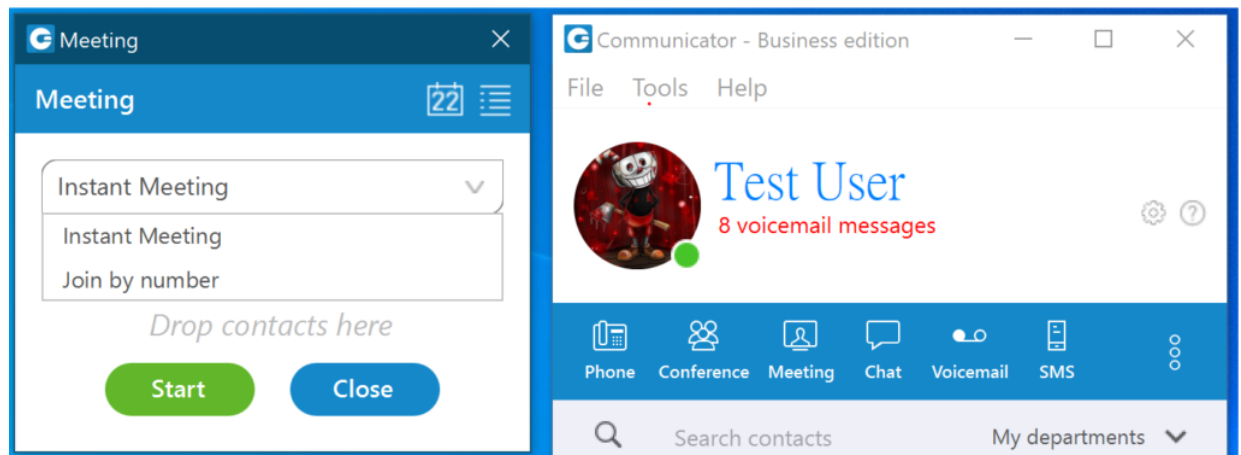 Meeting
Meeting
22
Instant Meeting
Instant Meeting
Join by number
Drop contacts here
Start Close
Communicator - Business edition
File Tools Help
Test User
8 voicemail messages
?
Phone Conference Meeting Chat Voicemail SMS
Search contacts My departments